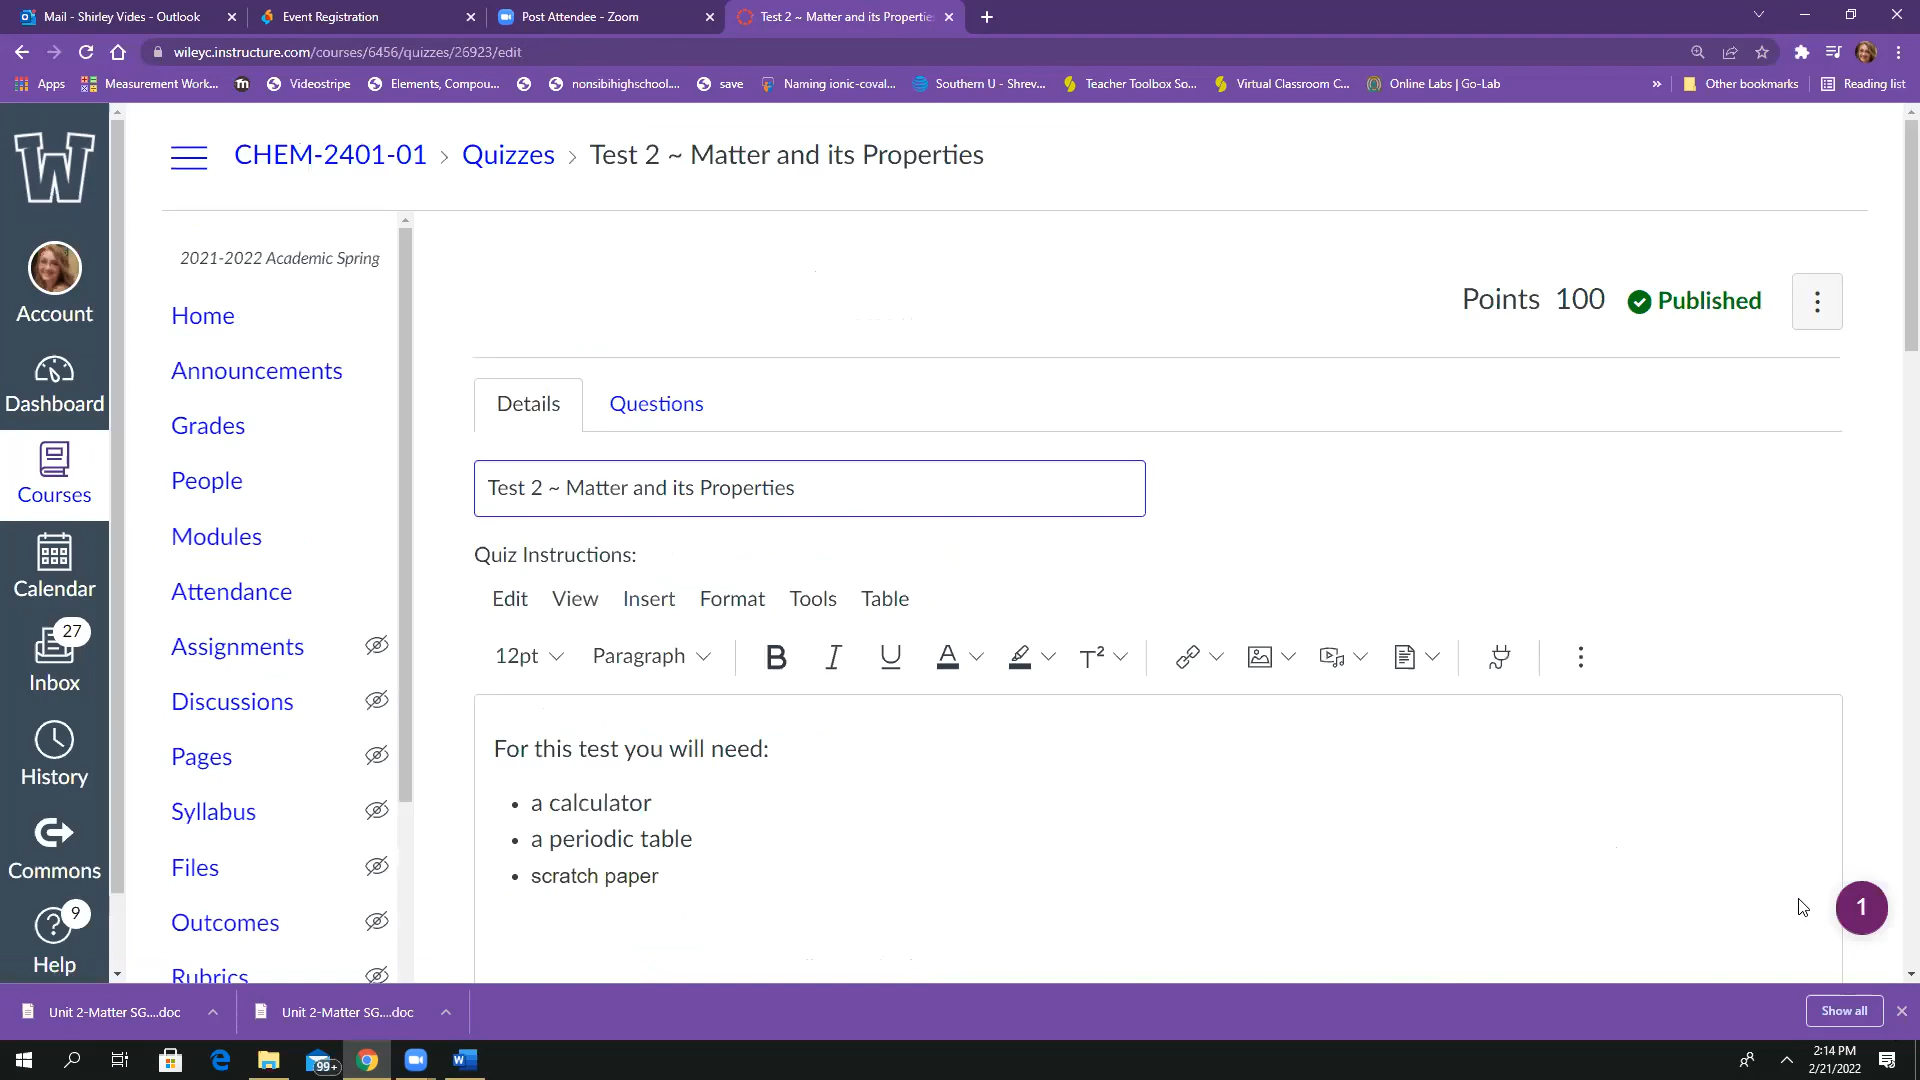 Mail - Shirley Vides - Outlook
Event Registration
Post Attendee - Zoom
Test 2 ~ Matter and its Propertie
wileyc.instructure.com/courses/6456/quizzes/26923/edit
Apps
Measurement Work...
m
Videostripe
Elements, Compou...
nonsibihighschool....
save
Naming ionic-coval...
Southern U - Shrev...
Teacher Toolbox So...
Virtual Classroom C...
Online Labs | Go-Lab
»
Other bookmarks
Reading list
W
CHEM-2401-01 › Quizzes › Test 2 ~ Matter and its Properties
Account
Dashboard
Courses
Calendar
27
Inbox
History
Commons
9
Help
2021-2022 Academic Spring
Home
Announcements
Grades
People
Modules
Attendance
Assignments
Discussions
Pages
Syllabus
Files
Outcomes
Rubrics
Points 100 Published
Details Questions
Test 2 ~ Matter and its Properties
Quiz Instructions:
Edit View Insert Format Tools Table
12pt Paragraph B I U A T²
For this test you will need:
• a calculator
• a periodic table
• scratch paper
1
Unit 2-Matter SG....doc
Unit 2-Matter SG....doc
Show all
99+
2:14 PM
2/21/2022